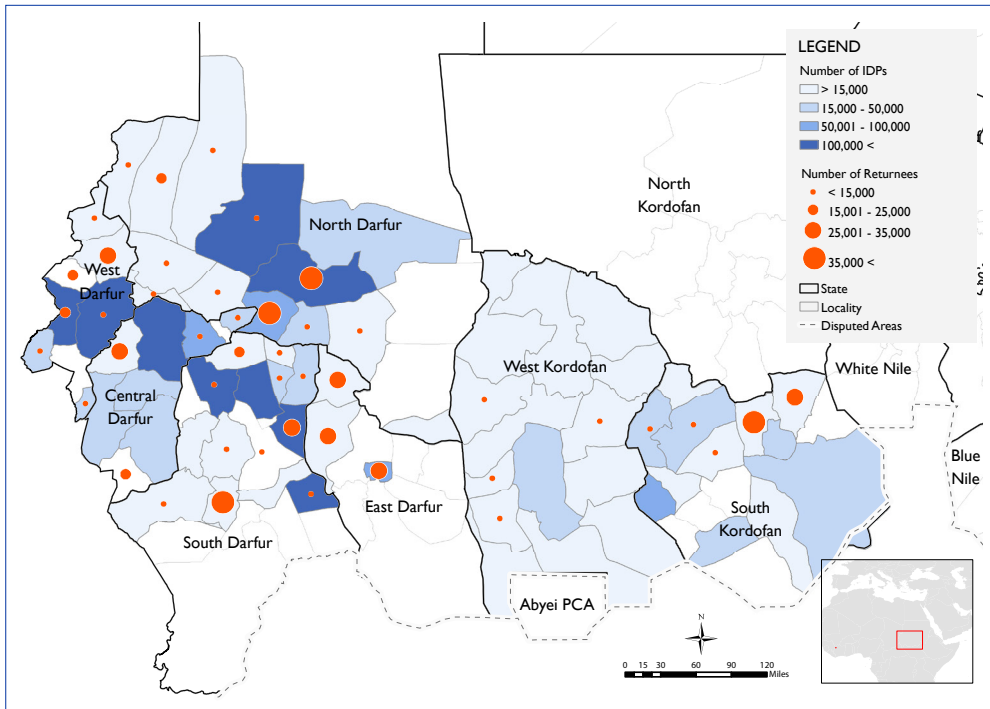 LEGEND
Number of IDPs
> 15,000
15,000 - 50,000
50,001 - 100,000
100,000 <
Number of Returnees
< 15,000
15,001 - 25,000
25,001 - 35,000
35,000 <
State
Locality
Disputed Areas
North
Kordofan
North Darfur
West
Darfur
West Kordofan
White Nile
Central
Darfur
Blue
Nile
East Darfur
South
Kordofan
South Darfur
Abyei PCA
N
0 15 30 60 90 120
Miles